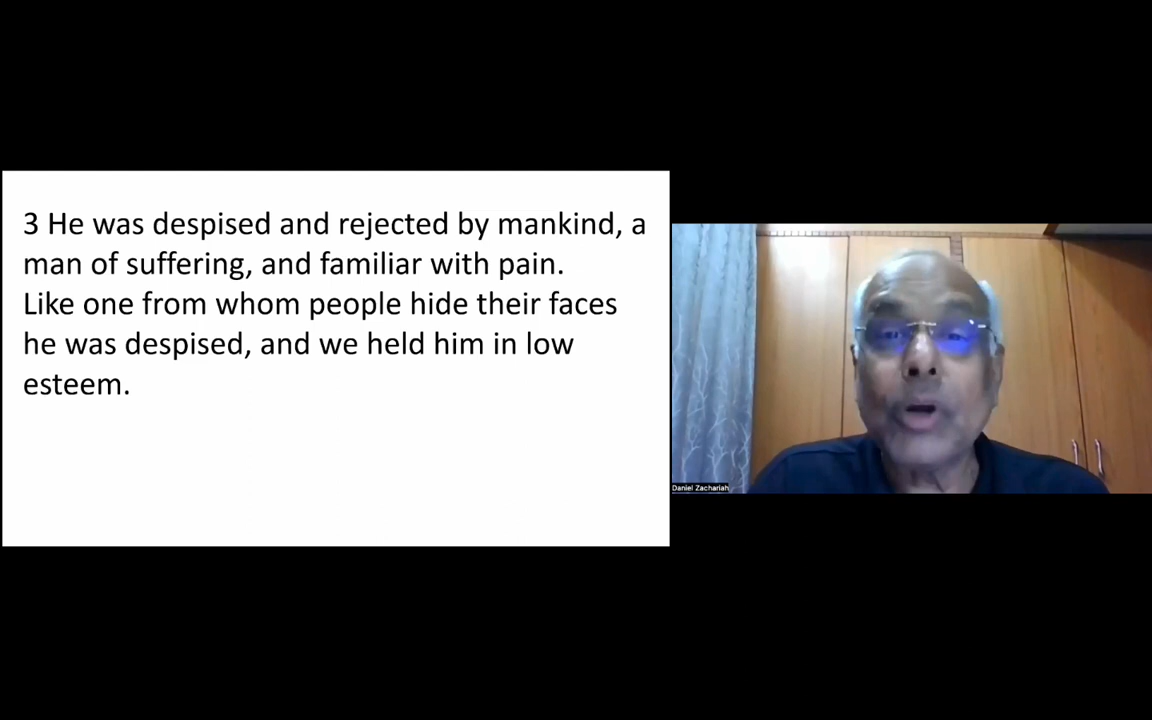 3 He was despised and rejected by mankind, a
man of suffering, and familiar with pain.
Like one from whom people hide their faces
he was despised, and we held him in low
esteem.
Daniel Zachariah